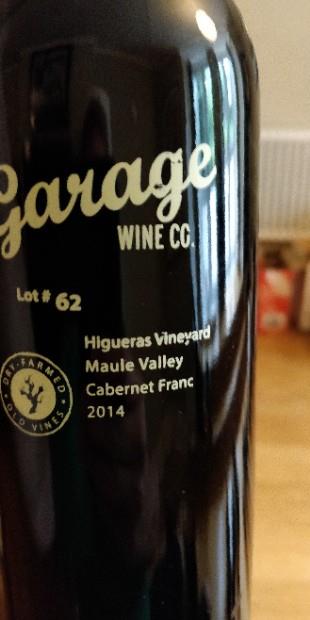 Garage
WINE CO.
Lot # 62
Higueras Vineyard
Maule Valley
Cabernet Franc
2014
DRY-FARMED
OLD VINES